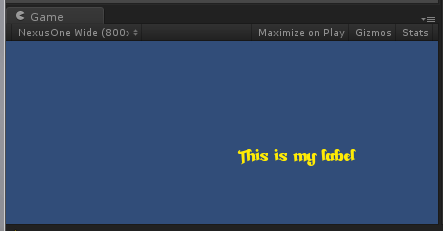 Game
NexusOne Wide (800x Maximize on Play Gizmos Stats
This is my label